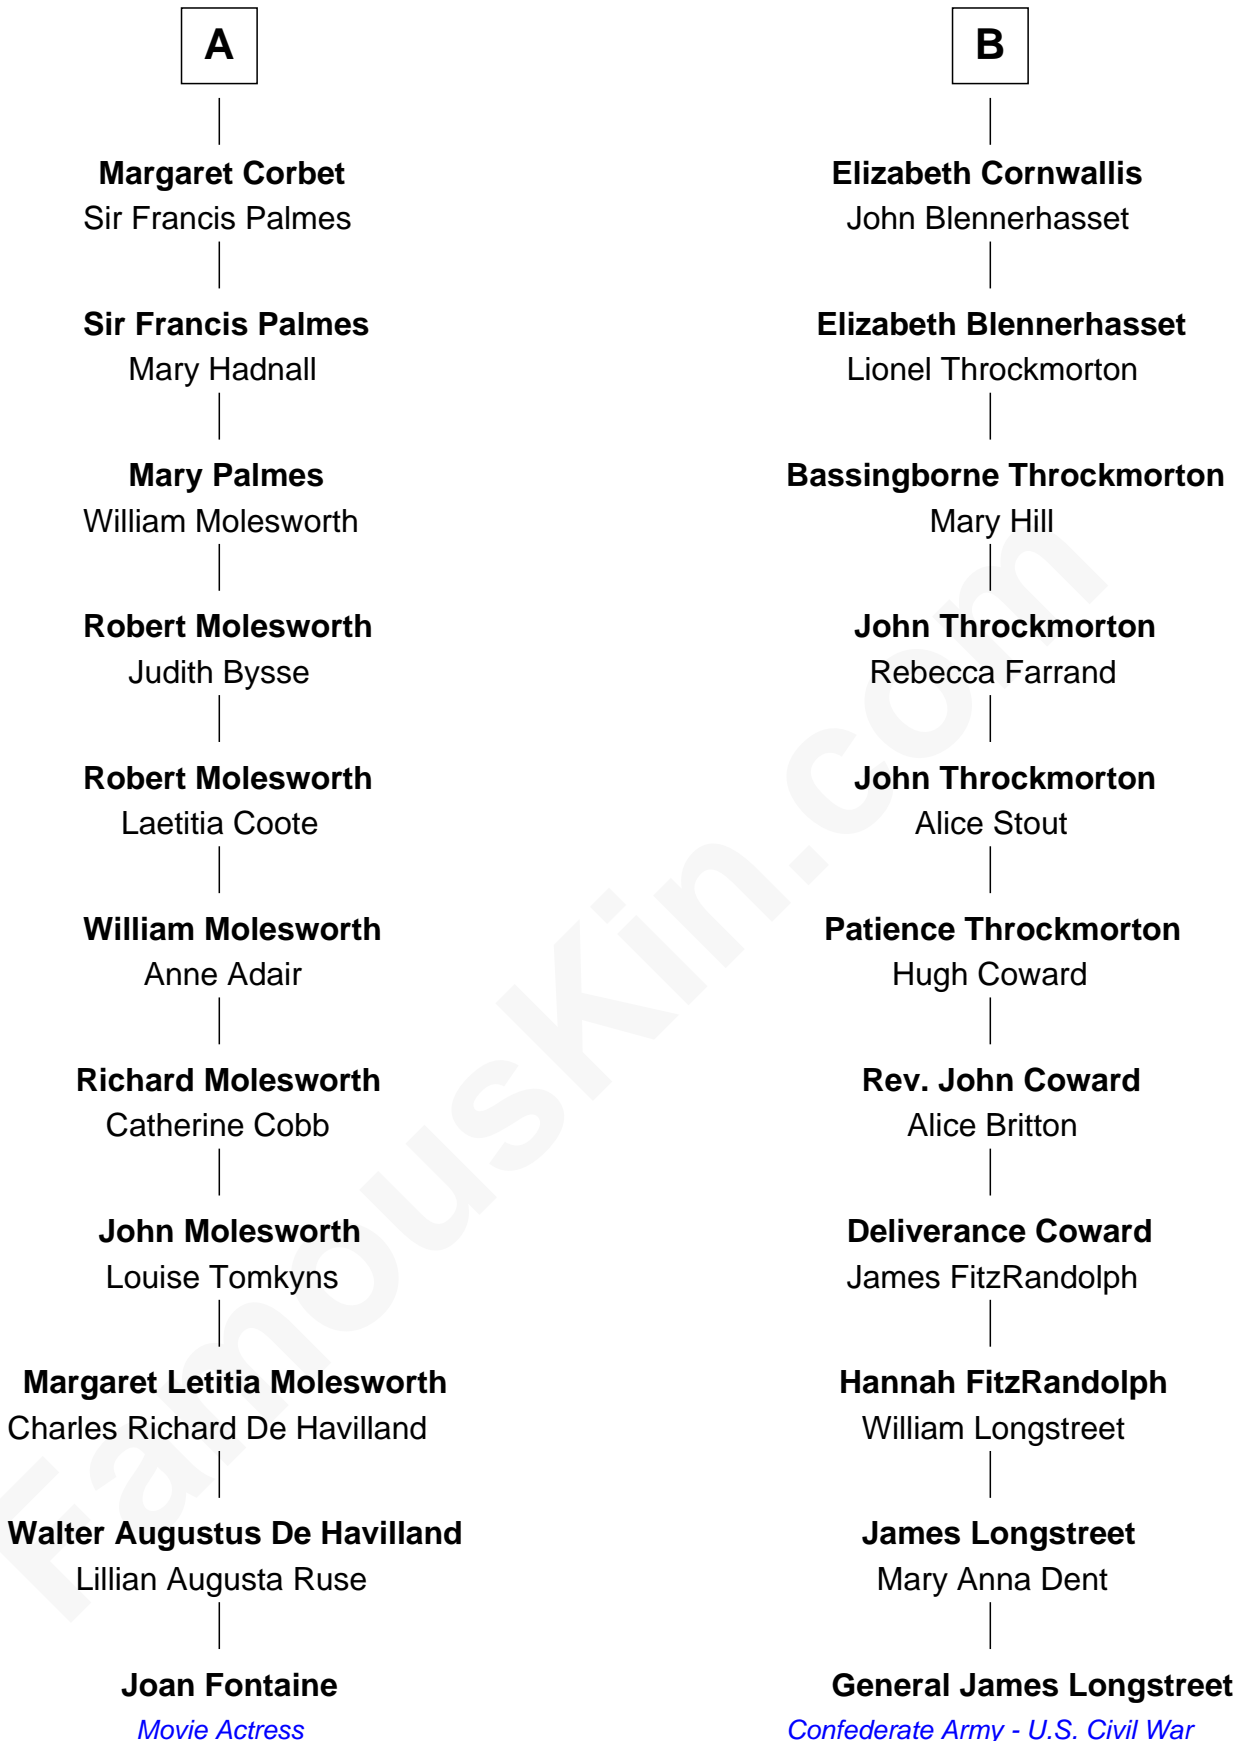 A
Margaret Corbet
Sir Francis Palmes
Sir Francis Palmes
Mary Hadnall
Mary Palmes
William Molesworth
Robert Molesworth
Judith Bysse
Robert Molesworth
Laetitia Coote
William Molesworth
Anne Adair
Richard Molesworth
Catherine Cobb
John Molesworth
Louise Tomkyns
Margaret Letitia Molesworth
Charles Richard De Havilland
Walter Augustus De Havilland
Lillian Augusta Ruse
Joan Fontaine
Movie Actress
B
Elizabeth Cornwallis
John Blennerhasset
Elizabeth Blennerhasset
Lionel Throckmorton
Bassingborne Throckmorton
Mary Hill
John Throckmorton
Rebecca Farrand
John Throckmorton
Alice Stout
Patience Throckmorton
Hugh Coward
Rev. John Coward
Alice Britton
Deliverance Coward
James FitzRandolph
Hannah FitzRandolph
William Longstreet
James Longstreet
Mary Anna Dent
General James Longstreet
Confederate Army - U.S. Civil War
FamousKin.com